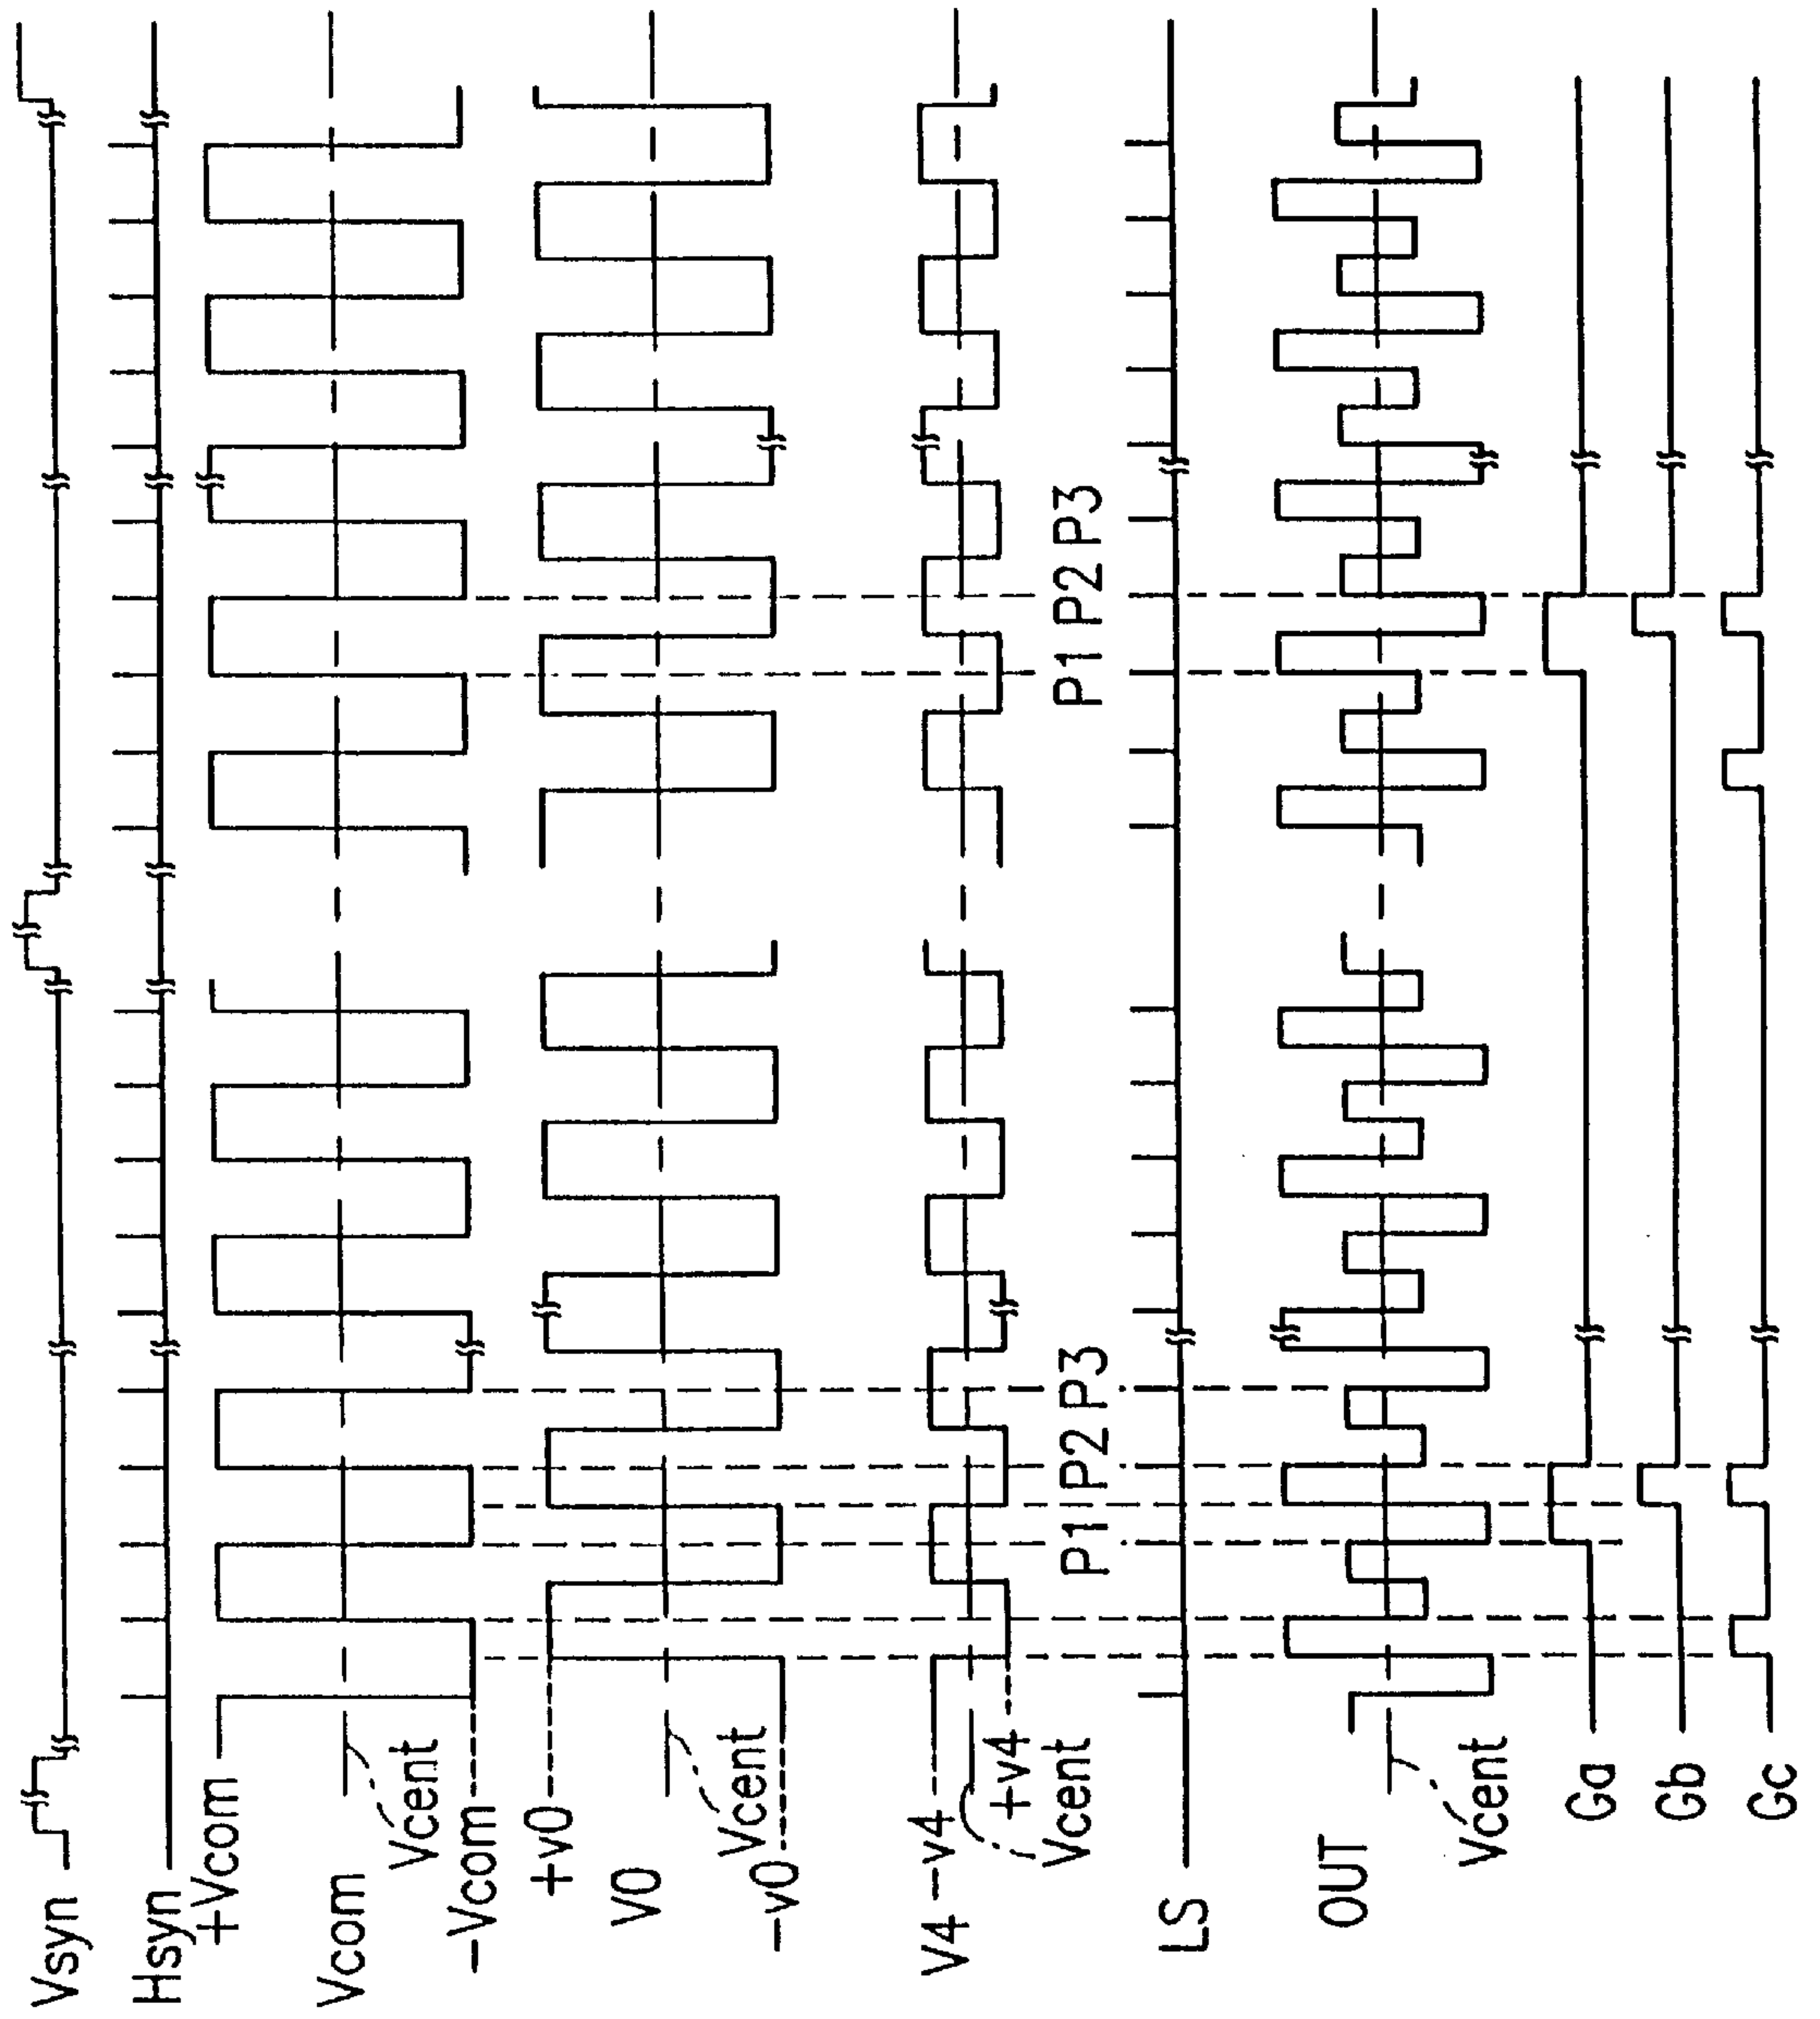 Vsyn
Hsyn
+Vcom
Vcom
Vcent
-Vcom
+v0
V0
Vcent
-v0
V4
-v4
+v4
Vcent
P1 P2 P3
P1 P2 P3
LS
OUT
Vcent
Ga
Gb
Gc